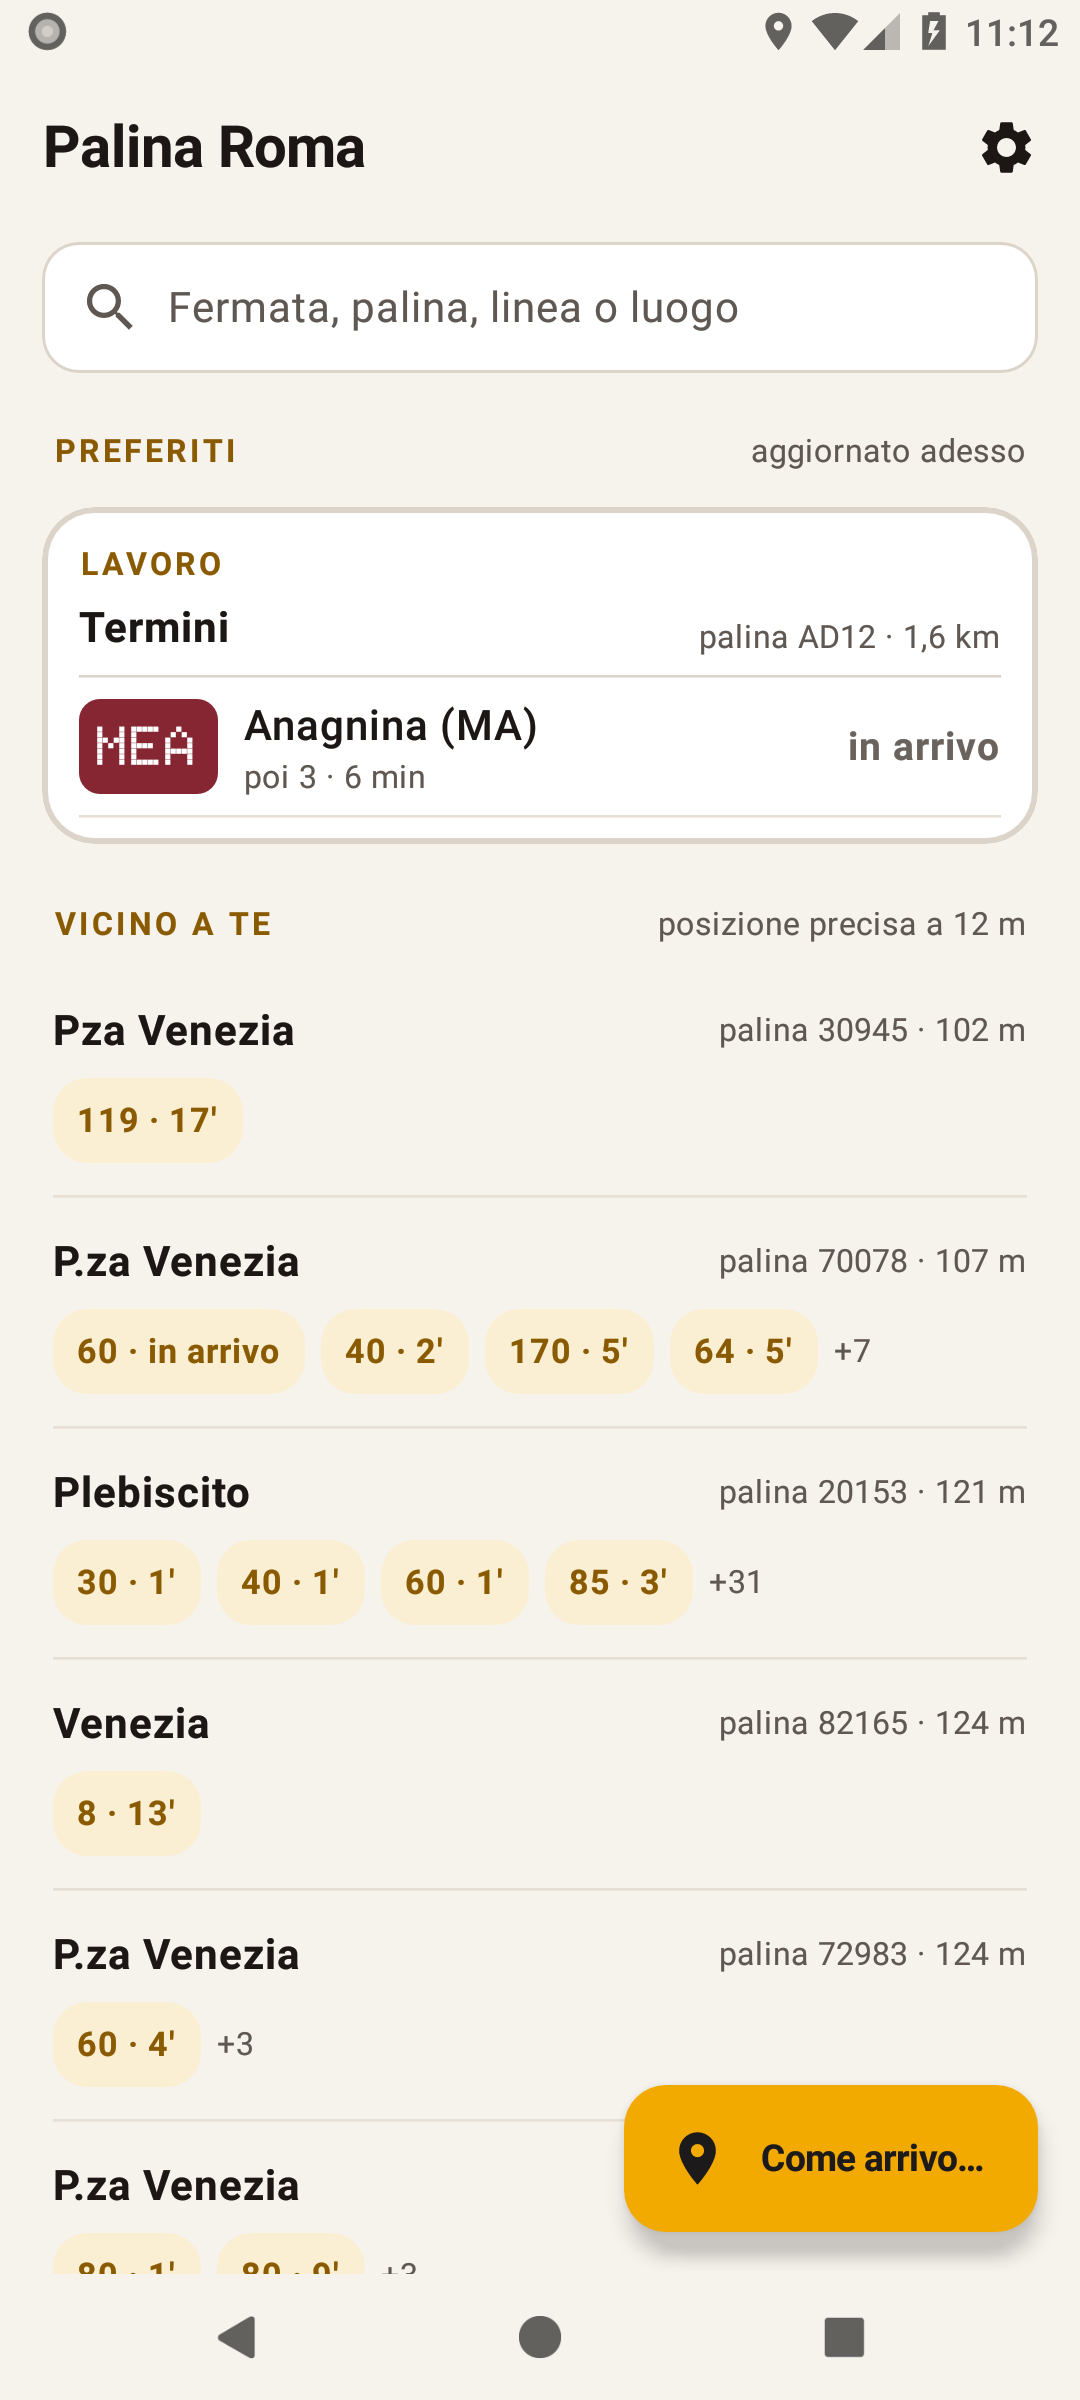 11:12
Palina Roma
Fermata, palina, linea o luogo
PREFERITI aggiornato adesso
LAVORO
Termini palina AD12 · 1,6 km
MEA Anagnina (MA) in arrivo
poi 3 · 6 min
VICINO A TE posizione precisa a 12 m
Pza Venezia palina 30945 · 102 m
119 · 17'
P.za Venezia palina 70078 · 107 m
60 · in arrivo 40 · 2' 170 · 5' 64 · 5' +7
Plebiscito palina 20153 · 121 m
30 · 1' 40 · 1' 60 · 1' 85 · 3' +31
Venezia palina 82165 · 124 m
8 · 13'
P.za Venezia palina 72983 · 124 m
60 · 4' +3
P.za Venezia
Come arrivo...